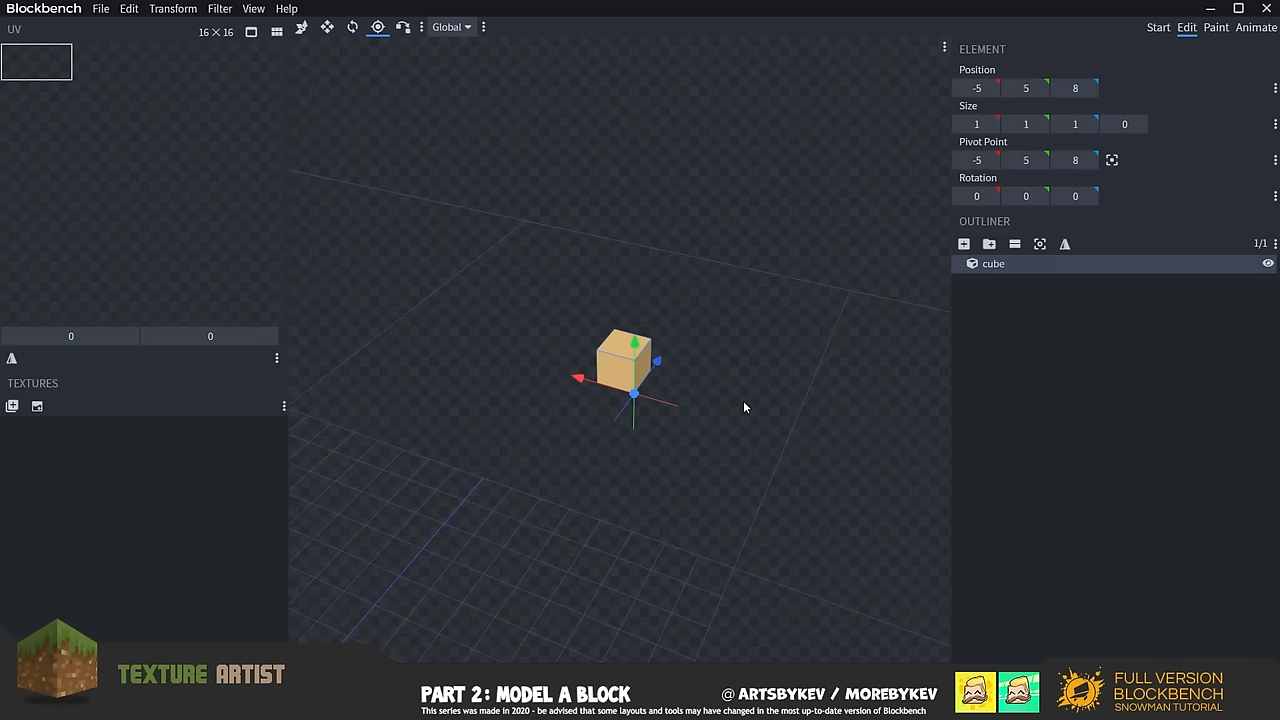 Blockbench File Edit Transform Filter View Help
UV 16 × 16 Global Start Edit Paint Animate
ELEMENT
Position
-5 5 8
Size
1 1 1 0
Pivot Point
-5 5 8
Rotation
0 0 0
OUTLINER
1/1
cube
0 0
TEXTURES
TEXTURE ARTIST
PART 2: MODEL A BLOCK
@ ARTSBYKEV / MOREBYKEV
This series was made in 2020 - be advised that some layouts and tools may have changed in the most up-to-date version of Blockbench
FULL VERSION
BLOCKBENCH
SNOWMAN TUTORIAL